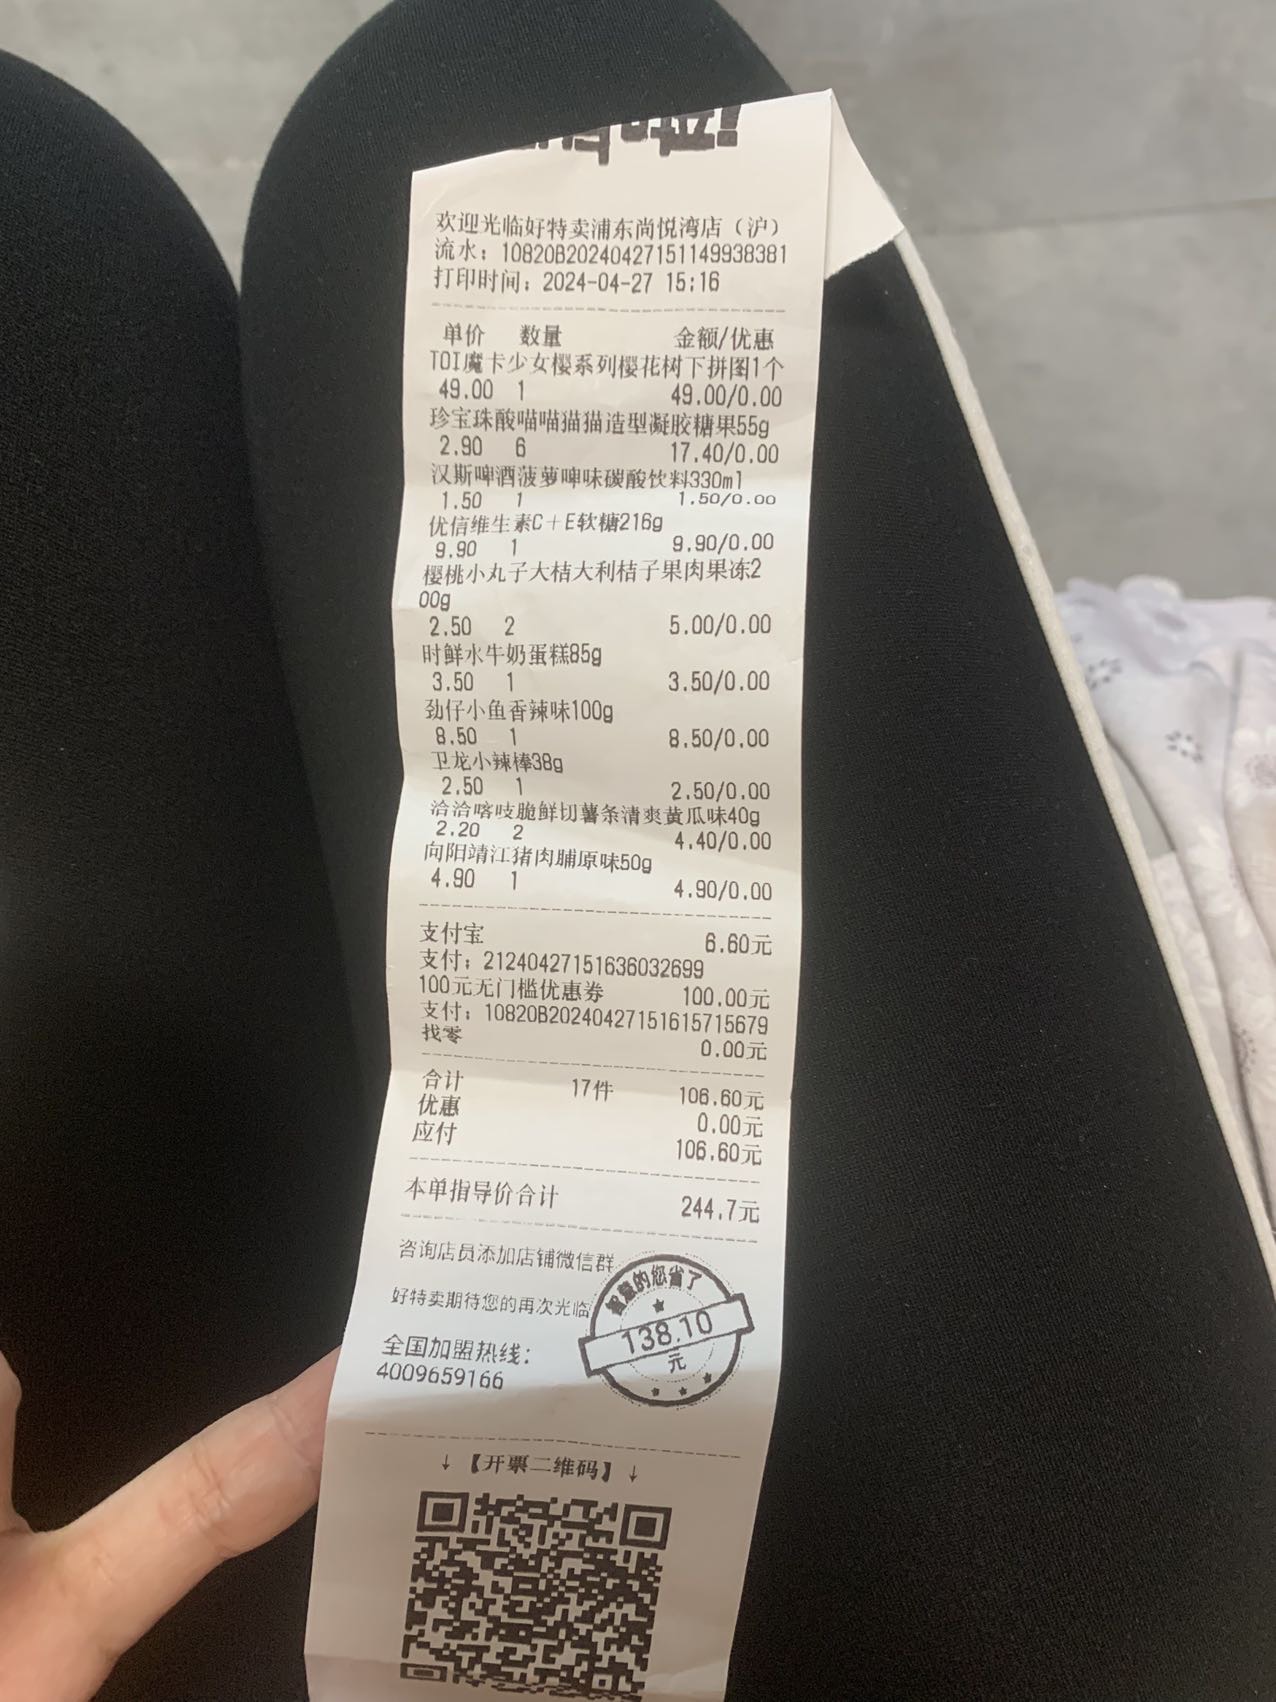 欢迎光临好特卖浦东尚悦湾店（沪）
流水：10820B20240427151149938381
打印时间：2024-04-27 15:16
单价 数量 金额/优惠
TOI魔卡少女樱系列樱花树下拼图1个
49.00 1 49.00/0.00
珍宝珠酸喵喵猫猫造型凝胶糖果55g
2.90 6 17.40/0.00
汉斯啤酒菠萝啤味碳酸饮料330ml
1.50 1 1.50/0.00
优信维生素C＋E软糖216g
9.90 1 9.90/0.00
樱桃小丸子大桔大利桔子果肉果冻2
00g
2.50 2 5.00/0.00
时鲜水牛奶蛋糕85g
3.50 1 3.50/0.00
劲仔小鱼香辣味100g
8.50 1 8.50/0.00
卫龙小辣棒38g
2.50 1 2.50/0.00
洽洽喀吱脆鲜切薯条清爽黄瓜味40g
2.20 2 4.40/0.00
向阳靖江猪肉脯原味50g
4.90 1 4.90/0.00
支付宝 6.60元
支付：21240427151636032699
100元无门槛优惠券 100.00元
支付：10820B202404271516157156​79
找零 0.00元
合计 17件 106.60元
优惠 0.00元
应付 106.60元
本单指导价合计 244.7元
咨询店员添加店铺微信群
好特卖期待您的再次光临
智慧的您省了
138.10
元
全国加盟热线：
4009659166
↓【开票二维码】↓